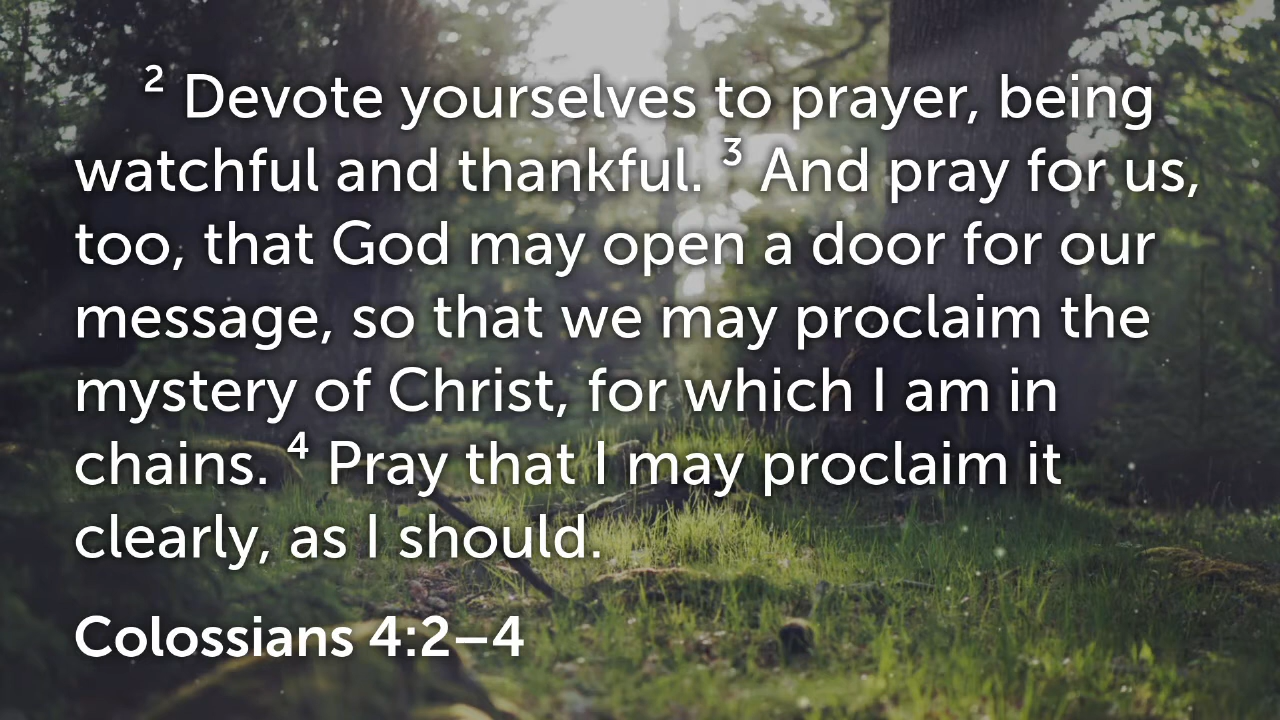 ² Devote yourselves to prayer, being
watchful and thankful. ³ And pray for us,
too, that God may open a door for our
message, so that we may proclaim the
mystery of Christ, for which I am in
chains. ⁴ Pray that I may proclaim it
clearly, as I should.
Colossians 4:2–4